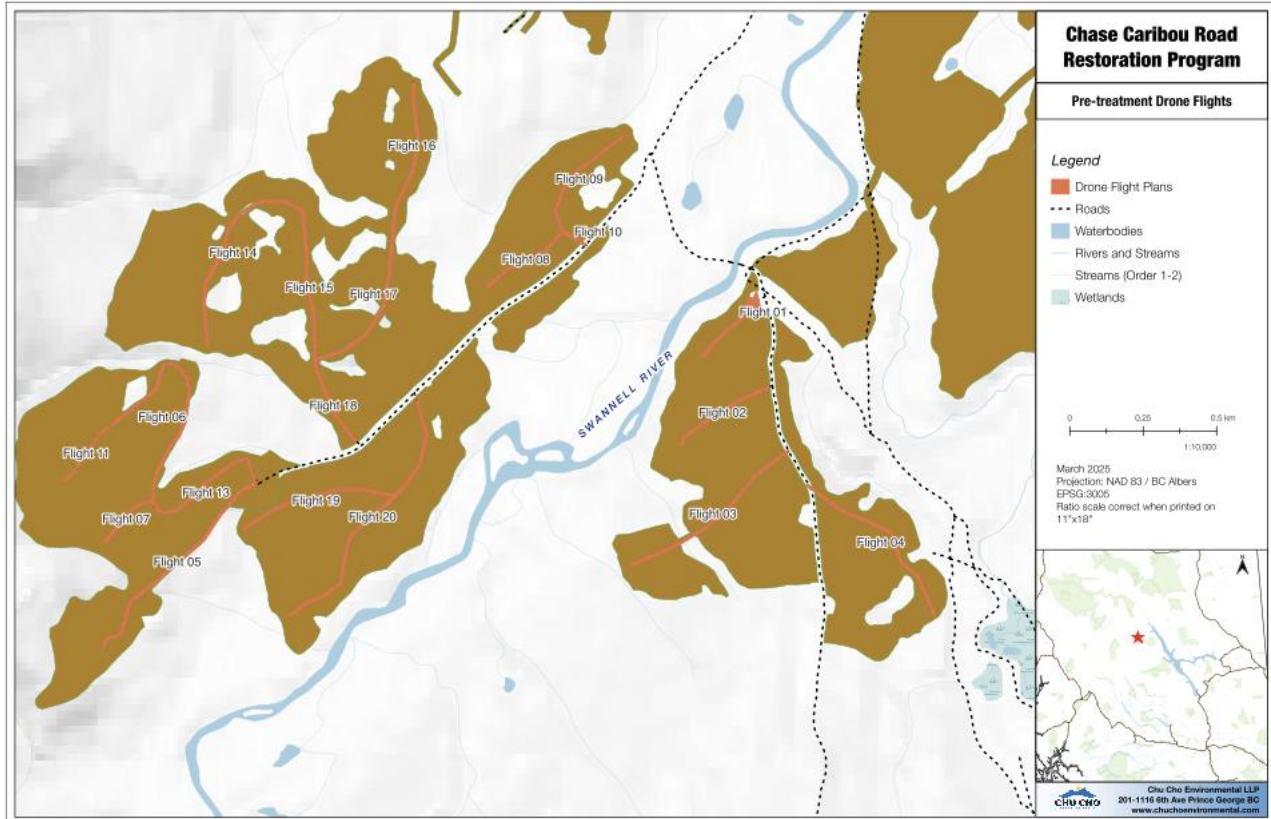 Chase Caribou Road
Restoration Program
Pre-treatment Drone Flights
Legend
Drone Flight Plans
Roads
Waterbodies
Rivers and Streams
Streams (Order 1-2)
Wetlands
0 0.25 0.5 km
1:10,000
March 2025
Projection: NAD 83 / BC Albers
EPSG:3005
Ratio scale correct when printed on
11"x18"
N
CHU CHO
Chu Cho Environmental LLP
201-1116 6th Ave Prince George BC
www.chuchoenvironmental.com
Flight 16
Flight 09
Flight 10
Flight 14
Flight 08
Flight 15
Flight 17
Flight 01
SWANNELL RIVER
Flight 18
Flight 02
Flight 06
Flight 11
Flight 13
Flight 19
Flight 07
Flight 20
Flight 03
Flight 04
Flight 05